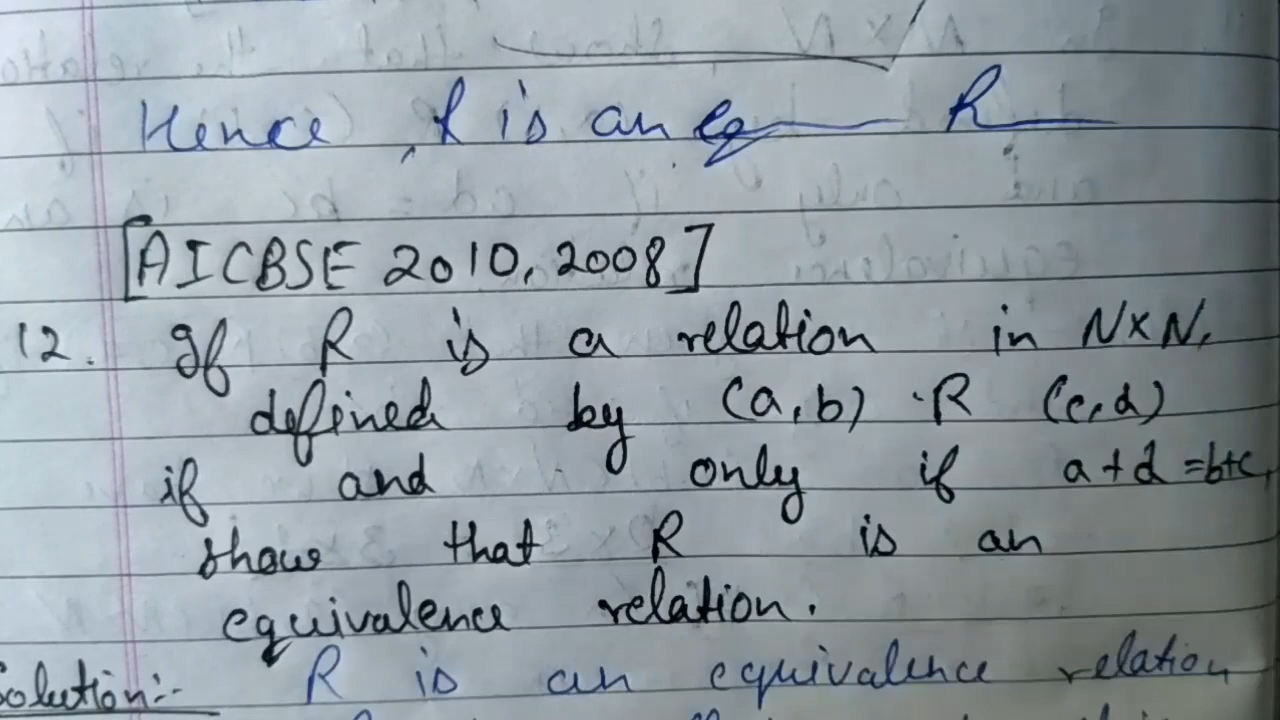 Hence, R is an eq R
[AICBSE 2010, 2008]
12. If R is a relation in N×N,
defined by (a,b) R (c,d)
if and only if a+d=b+c,
show that R is an
equivalence relation.
Solution:- R is an equivalence relation